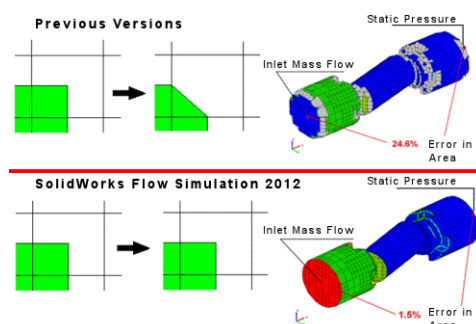 Previous Versions
Static Pressure
Inlet Mass Flow
24.6%
Error in
Area
SolidWorks Flow Simulation 2012
Static Pressure
Inlet Mass Flow
1.5%
Error in
Area